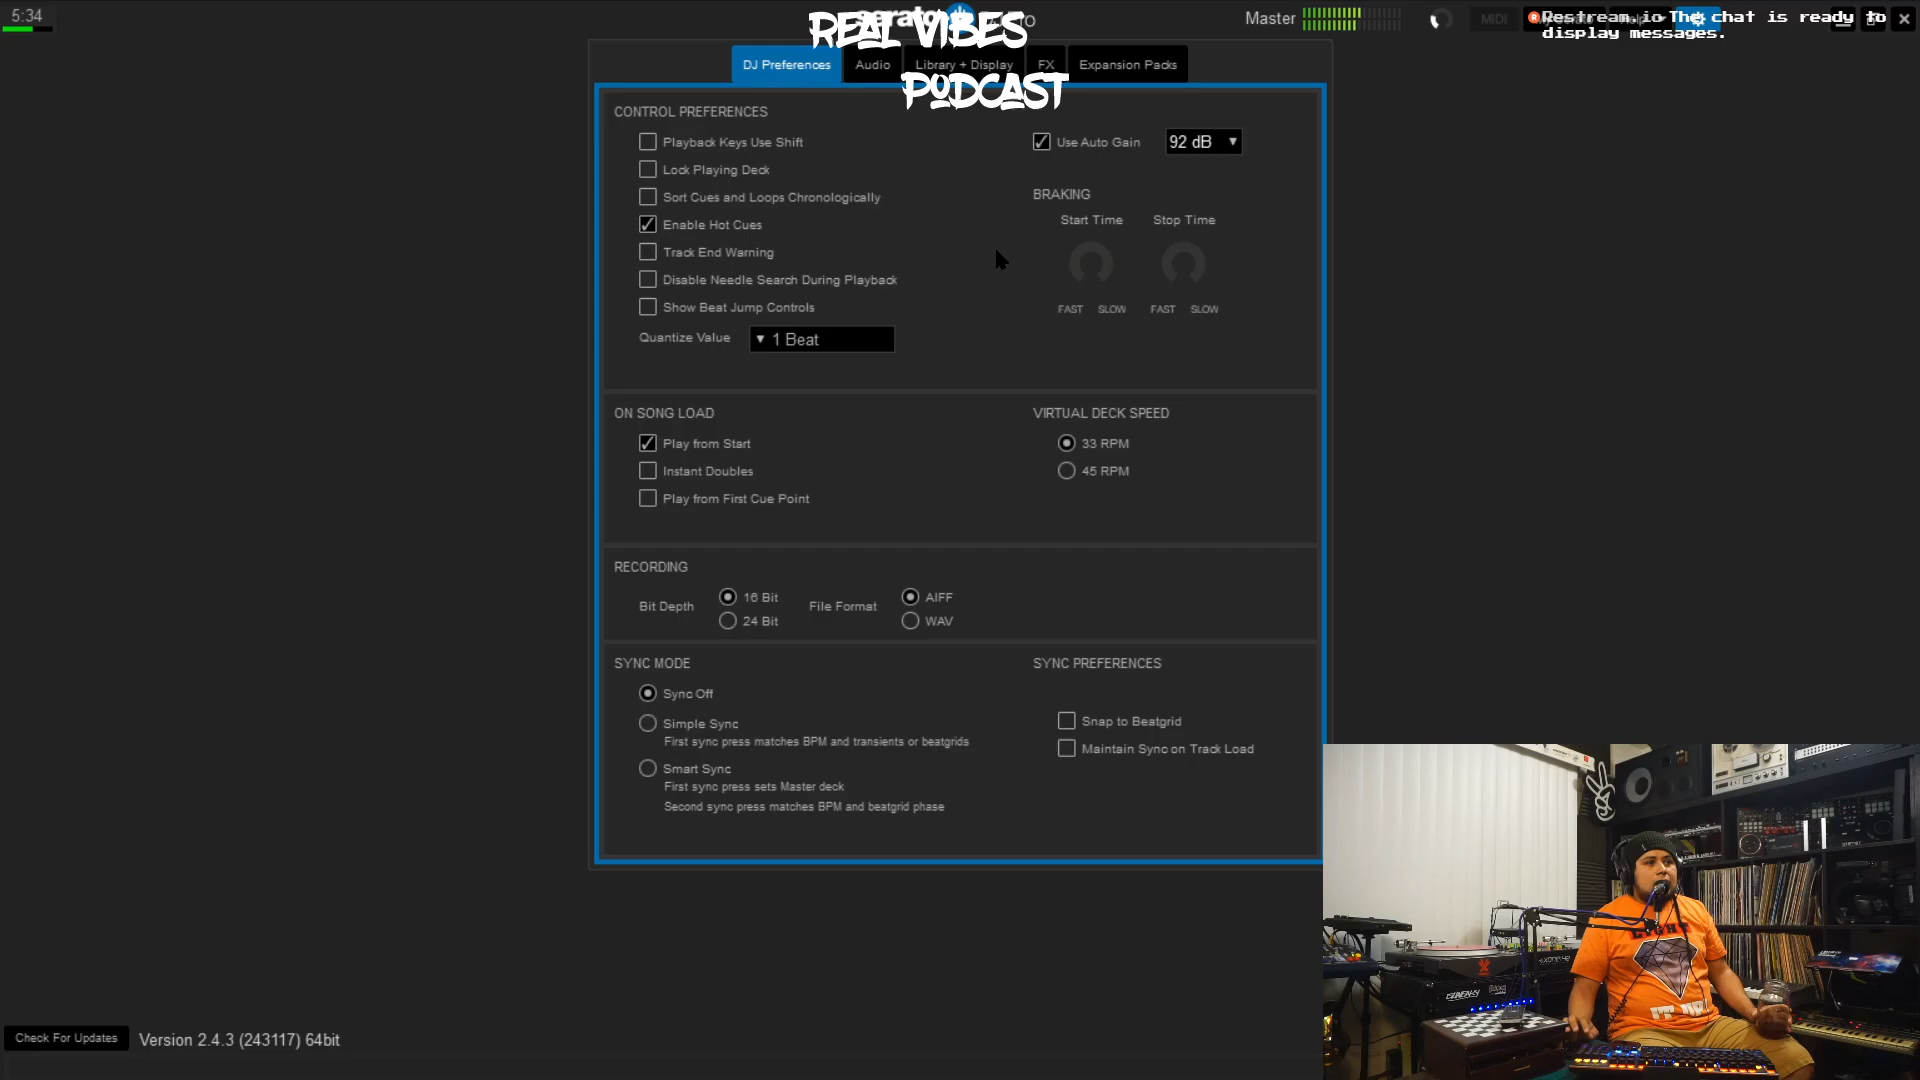 5:34
serato
Master
MIDI
Restream.io The chat is ready to
display messages.
REAL VIBES
PODCAST
DJ Preferences
Audio
Library + Display
FX
Expansion Packs
CONTROL PREFERENCES
Playback Keys Use Shift
Lock Playing Deck
Sort Cues and Loops Chronologically
Enable Hot Cues
Track End Warning
Disable Needle Search During Playback
Show Beat Jump Controls
Quantize Value
1 Beat
Use Auto Gain
92 dB
BRAKING
Start Time
Stop Time
FAST
SLOW
FAST
SLOW
ON SONG LOAD
Play from Start
Instant Doubles
Play from First Cue Point
VIRTUAL DECK SPEED
33 RPM
45 RPM
RECORDING
Bit Depth
16 Bit
24 Bit
File Format
AIFF
WAV
SYNC MODE
Sync Off
Simple Sync
First sync press matches BPM and transients or beatgrids
Smart Sync
First sync press sets Master deck
Second sync press matches BPM and beatgrid phase
SYNC PREFERENCES
Snap to Beatgrid
Maintain Sync on Track Load
LIGHT
IT UP
Check For Updates
Version 2.4.3 (243117) 64bit